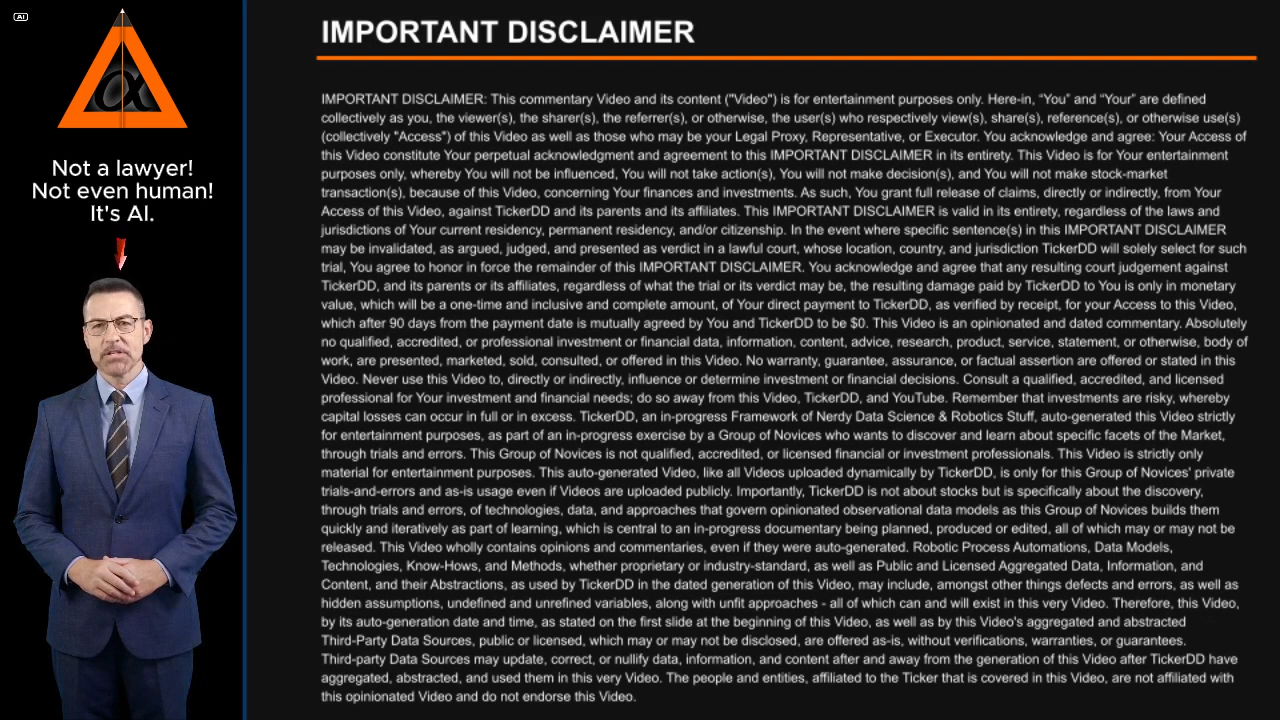 AI
α
Not a lawyer!
Not even human!
It's AI.
IMPORTANT DISCLAIMER
IMPORTANT DISCLAIMER: This commentary Video and its content ("Video") is for entertainment purposes only. Here-in, “You” and “Your” are defined
collectively as you, the viewer(s), the sharer(s), the referrer(s), or otherwise, the user(s) who respectively view(s), share(s), reference(s), or otherwise use(s)
(collectively "Access") of this Video as well as those who may be your Legal Proxy, Representative, or Executor. You acknowledge and agree: Your Access of
this Video constitute Your perpetual acknowledgment and agreement to this IMPORTANT DISCLAIMER in its entirety. This Video is for Your entertainment
purposes only, whereby You will not be influenced, You will not take action(s), You will not make decision(s), and You will not make stock-market
transaction(s), because of this Video, concerning Your finances and investments. As such, You grant full release of claims, directly or indirectly, from Your
Access of this Video, against TickerDD and its parents and its affiliates. This IMPORTANT DISCLAIMER is valid in its entirety, regardless of the laws and
jurisdictions of Your current residency, permanent residency, and/or citizenship. In the event where specific sentence(s) in this IMPORTANT DISCLAIMER
may be invalidated, as argued, judged, and presented as verdict in a lawful court, whose location, country, and jurisdiction TickerDD will solely select for such
trial, You agree to honor in force the remainder of this IMPORTANT DISCLAIMER. You acknowledge and agree that any resulting court judgement against
TickerDD, and its parents or its affiliates, regardless of what the trial or its verdict may be, the resulting damage paid by TickerDD to You is only in monetary
value, which will be a one-time and inclusive and complete amount, of Your direct payment to TickerDD, as verified by receipt, for your Access to this Video,
which after 90 days from the payment date is mutually agreed by You and TickerDD to be $0. This Video is an opinionated and dated commentary. Absolutely
no qualified, accredited, or professional investment or financial data, information, content, advice, research, product, service, statement, or otherwise, body of
work, are presented, marketed, sold, consulted, or offered in this Video. No warranty, guarantee, assurance, or factual assertion are offered or stated in this
Video. Never use this Video to, directly or indirectly, influence or determine investment or financial decisions. Consult a qualified, accredited, and licensed
professional for Your investment and financial needs; do so away from this Video, TickerDD, and YouTube. Remember that investments are risky, whereby
capital losses can occur in full or in excess. TickerDD, an in-progress Framework of Nerdy Data Science & Robotics Stuff, auto-generated this Video strictly
for entertainment purposes, as part of an in-progress exercise by a Group of Novices who wants to discover and learn about specific facets of the Market,
through trials and errors. This Group of Novices is not qualified, accredited, or licensed financial or investment professionals. This Video is strictly only
material for entertainment purposes. This auto-generated Video, like all Videos uploaded dynamically by TickerDD, is only for this Group of Novices' private
trials-and-errors and as-is usage even if Videos are uploaded publicly. Importantly, TickerDD is not about stocks but is specifically about the discovery,
through trials and errors, of technologies, data, and approaches that govern opinionated observational data models as this Group of Novices builds them
quickly and iteratively as part of learning, which is central to an in-progress documentary being planned, produced or edited, all of which may or may not be
released. This Video wholly contains opinions and commentaries, even if they were auto-generated. Robotic Process Automations, Data Models,
Technologies, Know-Hows, and Methods, whether proprietary or industry-standard, as well as Public and Licensed Aggregated Data, Information, and
Content, and their Abstractions, as used by TickerDD in the dated generation of this Video, may include, amongst other things defects and errors, as well as
hidden assumptions, undefined and unrefined variables, along with unfit approaches - all of which can and will exist in this very Video. Therefore, this Video,
by its auto-generation date and time, as stated on the first slide at the beginning of this Video, as well as by this Video's aggregated and abstracted
Third-Party Data Sources, public or licensed, which may or may not be disclosed, are offered as-is, without verifications, warranties, or guarantees.
Third-party Data Sources may update, correct, or nullify data, information, and content after and away from the generation of this Video after TickerDD have
aggregated, abstracted, and used them in this very Video. The people and entities, affiliated to the Ticker that is covered in this Video, are not affiliated with
this opinionated Video and do not endorse this Video.